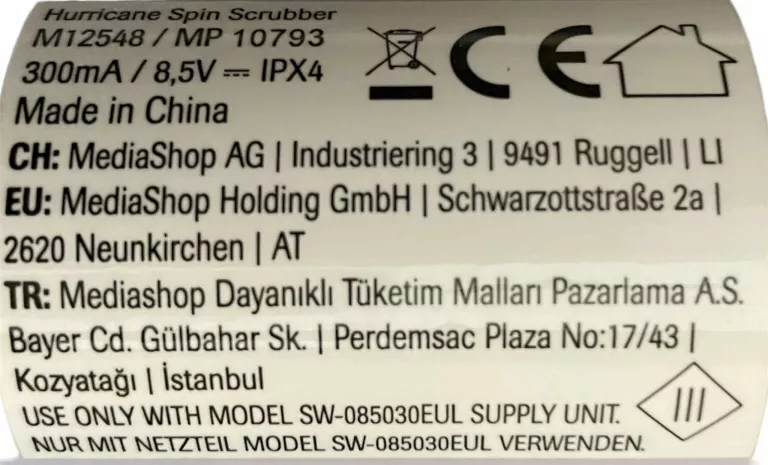 Hurricane Spin Scrubber
M12548 / MP 10793
300mA / 8,5V ⎓ IPX4
CE
Made in China
CH: MediaShop AG | Industriering 3 | 9491 Ruggell | LI
EU: MediaShop Holding GmbH | Schwarzottstraße 2a |
2620 Neunkirchen | AT
TR: Mediashop Dayanıklı Tüketim Malları Pazarlama A.S.
Bayer Cd. Gülbahar Sk. | Perdemsac Plaza No:17/43 |
Kozyatağı | İstanbul
USE ONLY WITH MODEL SW-085030EUL SUPPLY UNIT.
NUR MIT NETZTEIL MODEL SW-085030EUL VERWENDEN.
III